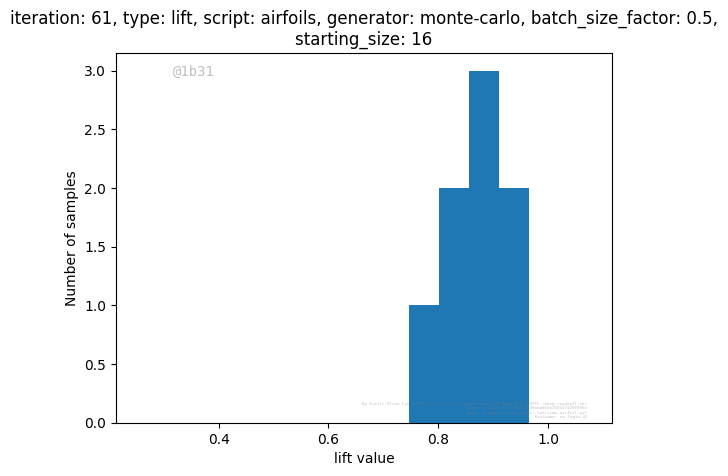 iteration: 61, type: lift, script: airfoils, generator: monte-carlo, batch_size_factor: 0.5,
starting_size: 16
@1b31
3.0
2.5
2.0
1.5
1.0
0.5
0.0
Number of samples
0.4 0.6 0.8 1.0
lift value